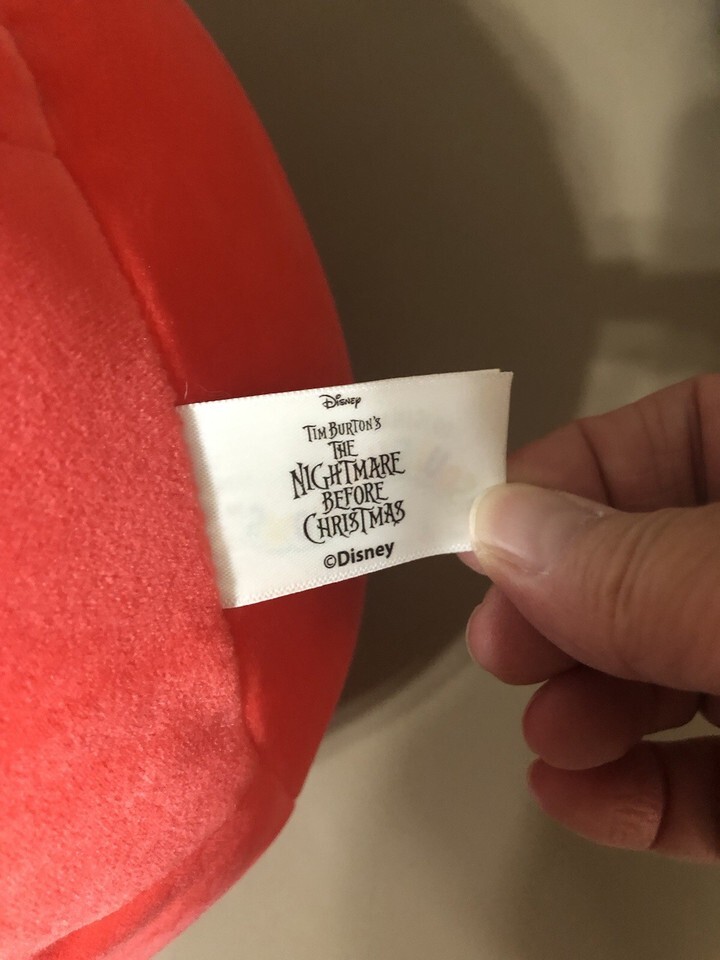 Disney
TIM BURTON'S
THE
NIGHTMARE
BEFORE
CHRISTMAS
©Disney